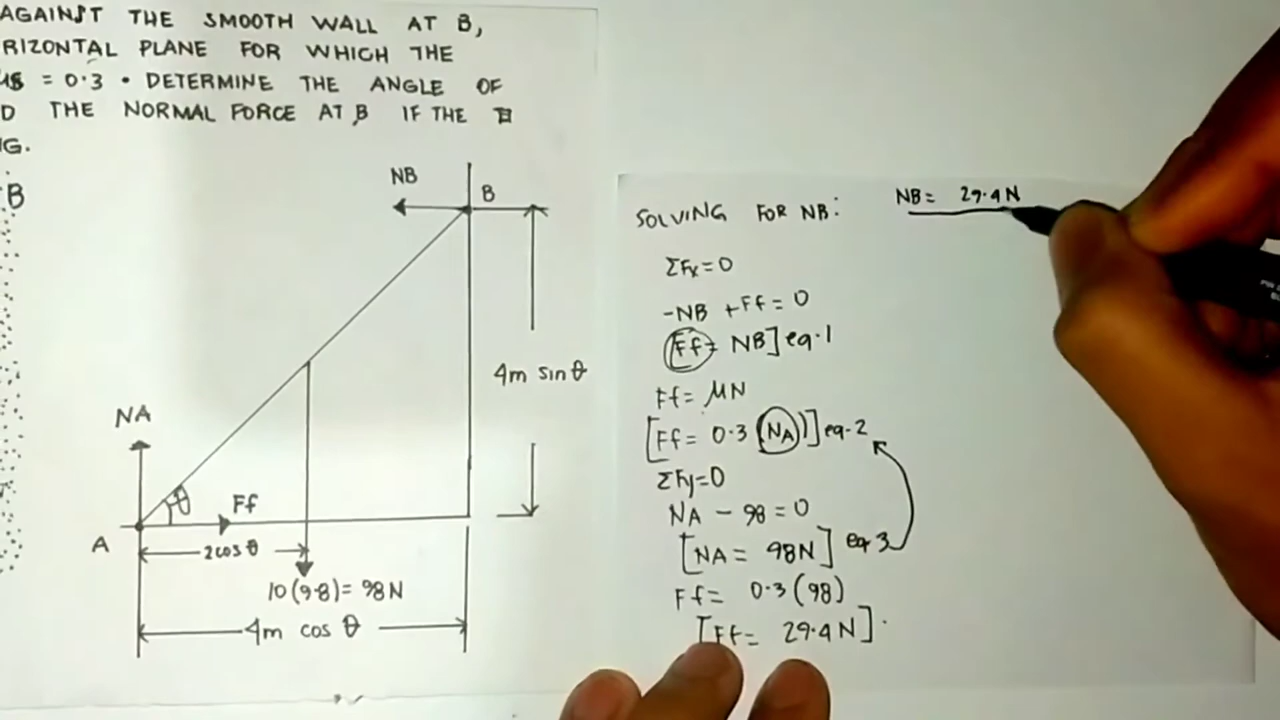 AGAINST THE SMOOTH WALL AT B,
RIZONTAL PLANE FOR WHICH THE
μs = 0.3 • DETERMINE THE ANGLE OF
D THE NORMAL FORCE AT B IF THE
G.
B
NB
B
4m sin θ
NA
θ
Ff
A
2cos θ
10(9.8)= 98N
4m cos θ
SOLVING FOR NB:
ΣFx=0
-NB +Ff = 0
Ff= NB] eq.1
Ff= μN
[Ff= 0.3 (NA)] eq-2
ΣFy=0
NA - 98 = 0
[NA = 98N] eq 3
Ff= 0.3(98)
[Ff= 29.4N].
NB= 29.4N